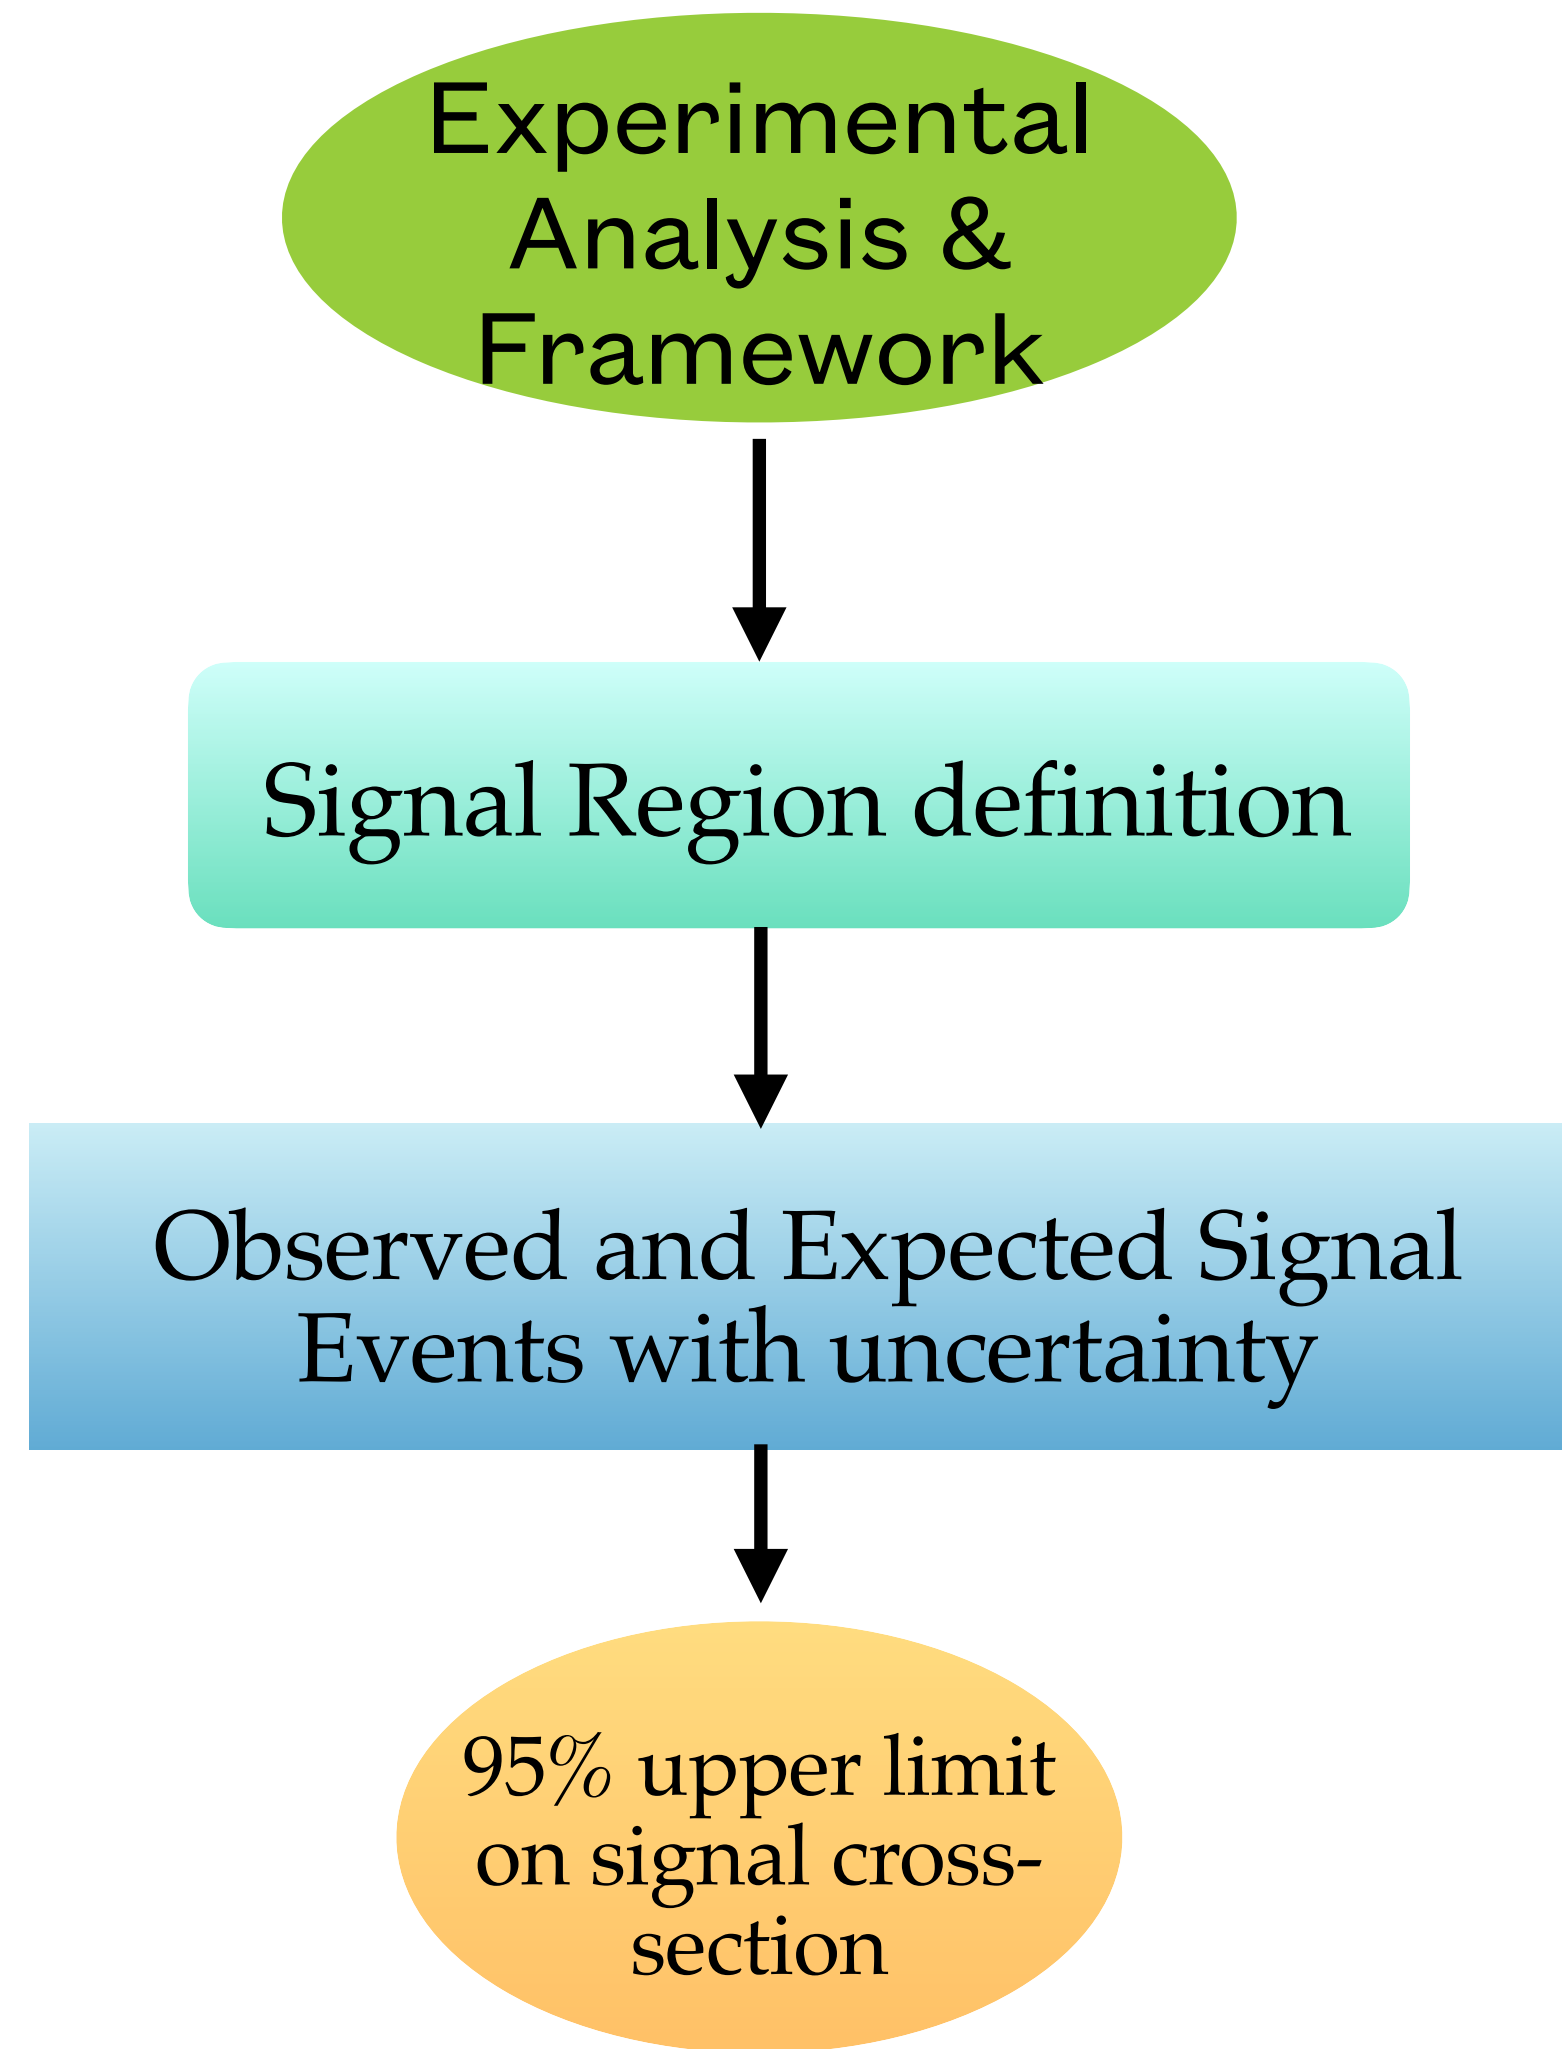 Experimental
Analysis &
Framework
Signal Region definition
Observed and Expected Signal
Events with uncertainty
95% upper limit
on signal cross-
section